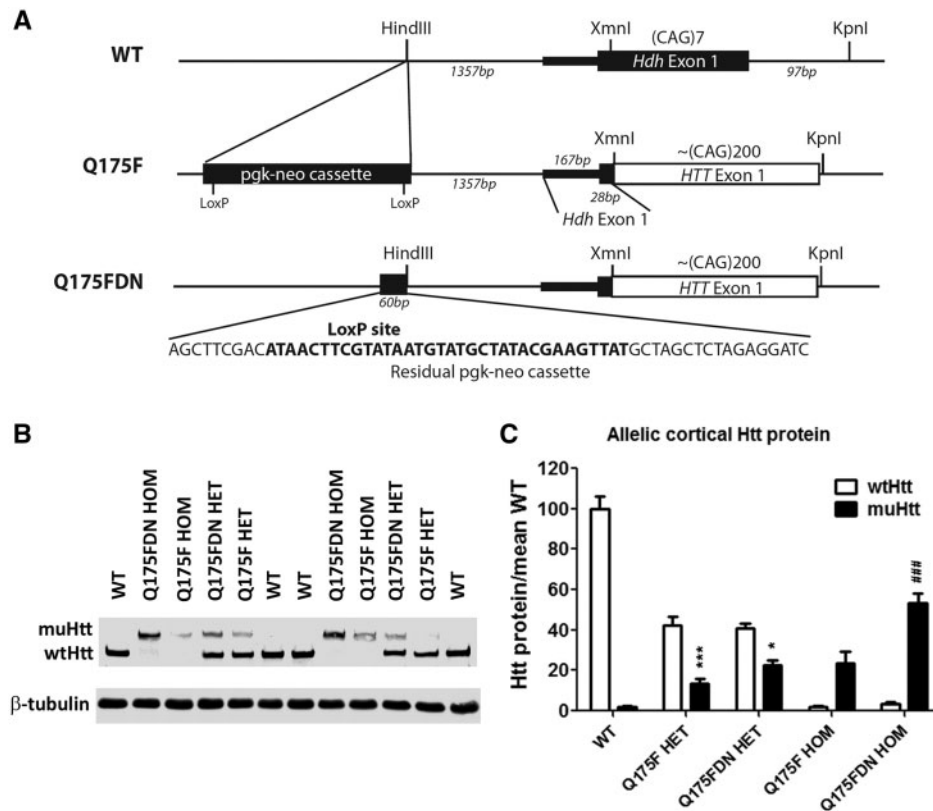 A
HindIII
XmnI
(CAG)7
KpnI
WT
Hdh Exon 1
1357bp
97bp
XmnI
~(CAG)200
KpnI
Q175F
167bp
pgk-neo cassette
HTT Exon 1
LoxP
LoxP
1357bp
28bp
Hdh Exon 1
HindIII
XmnI
~(CAG)200
KpnI
Q175FDN
HTT Exon 1
60bp
LoxP site
AGCTTCGACATAACTTCGTATAATGTATGCTATACGAAGTTATGCTAGCTCTAGAGGATC
Residual pgk-neo cassette
B
WT
Q175FDN HOM
Q175F HOM
Q175FDN HET
Q175F HET
WT
WT
Q175FDN HOM
Q175F HOM
Q175FDN HET
Q175F HET
WT
muHtt
wtHtt
β-tubulin
C
Allelic cortical Htt protein
Htt protein/mean WT
120
100
80
60
40
20
0
wtHtt
muHtt
***
*
###
WT
Q175F HET
Q175FDN HET
Q175F HOM
Q175FDN HOM